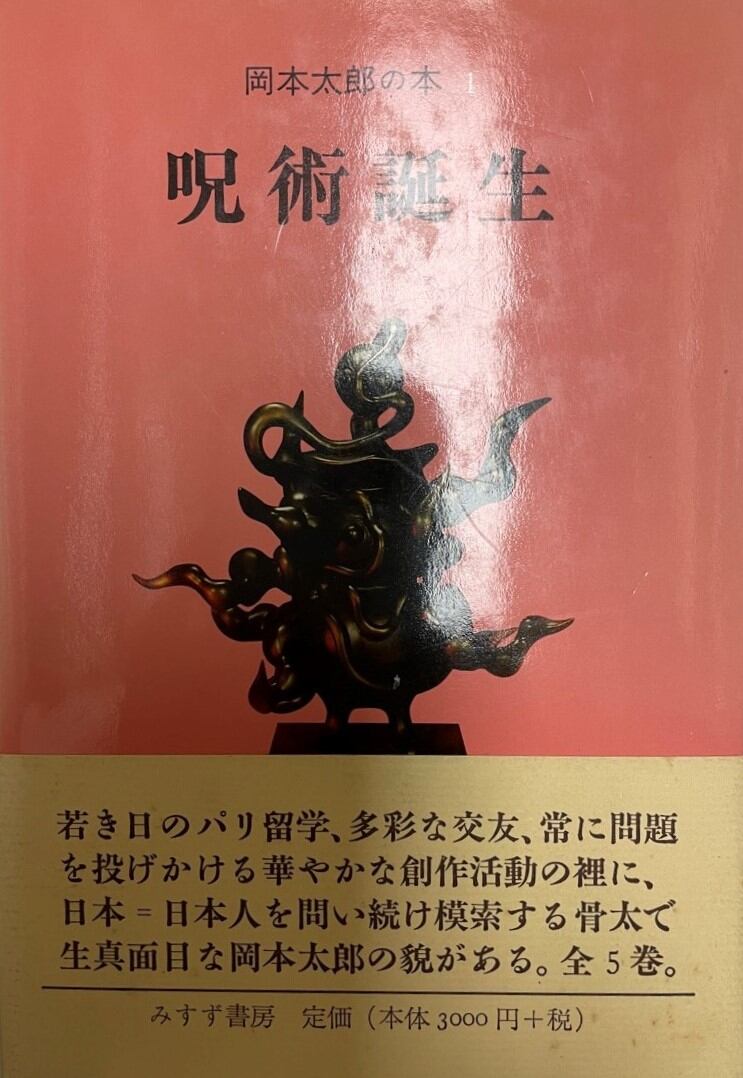 岡本太郎の本 1
呪術誕生
若き日のパリ留学、多彩な交友、常に問題
を投げかける華やかな創作活動の裡に、
日本=日本人を問い続け模索する骨太で
生真面目な岡本太郎の貌がある。全5巻。
みすず書房 定価(本体3000円+税)